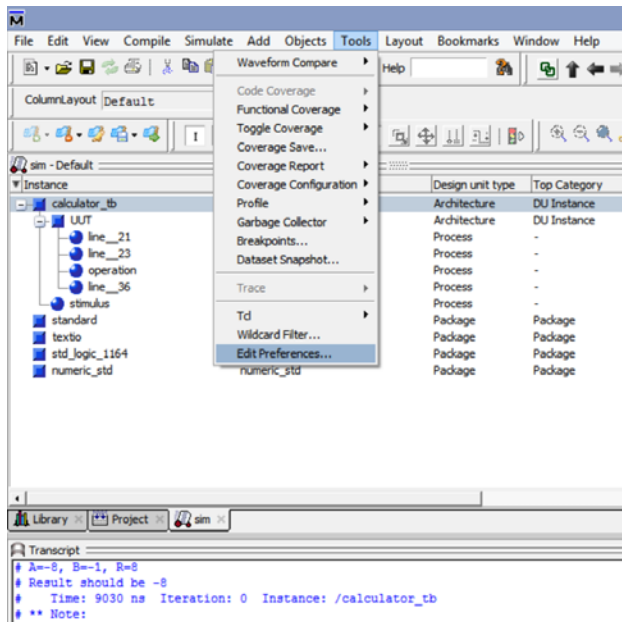 M
File Edit View Compile Simulate Add Objects Tools Layout Bookmarks Window Help
Waveform Compare
Help
Code Coverage
ColumnLayout Default
Functional Coverage
Toggle Coverage
Coverage Save...
sim - Default
Coverage Report
Instance
Coverage Configuration
Design unit type Top Category
calculator_tb
Profile
Architecture DU Instance
UUT
Garbage Collector
Architecture DU Instance
line__21
Breakpoints...
Process -
line__23
Dataset Snapshot...
Process -
operation
Process -
line__36
Trace
Process -
stimulus
Process -
standard
Tcl
Package Package
textio
Wildcard Filter...
Package Package
std_logic_1164
Edit Preferences...
Package Package
numeric_std
numeric_std
Package Package
Library Project sim
Transcript
# A=-8, B=-1, R=8
# Result should be -8
# Time: 9030 ns Iteration: 0 Instance: /calculator_tb
# ** Note: